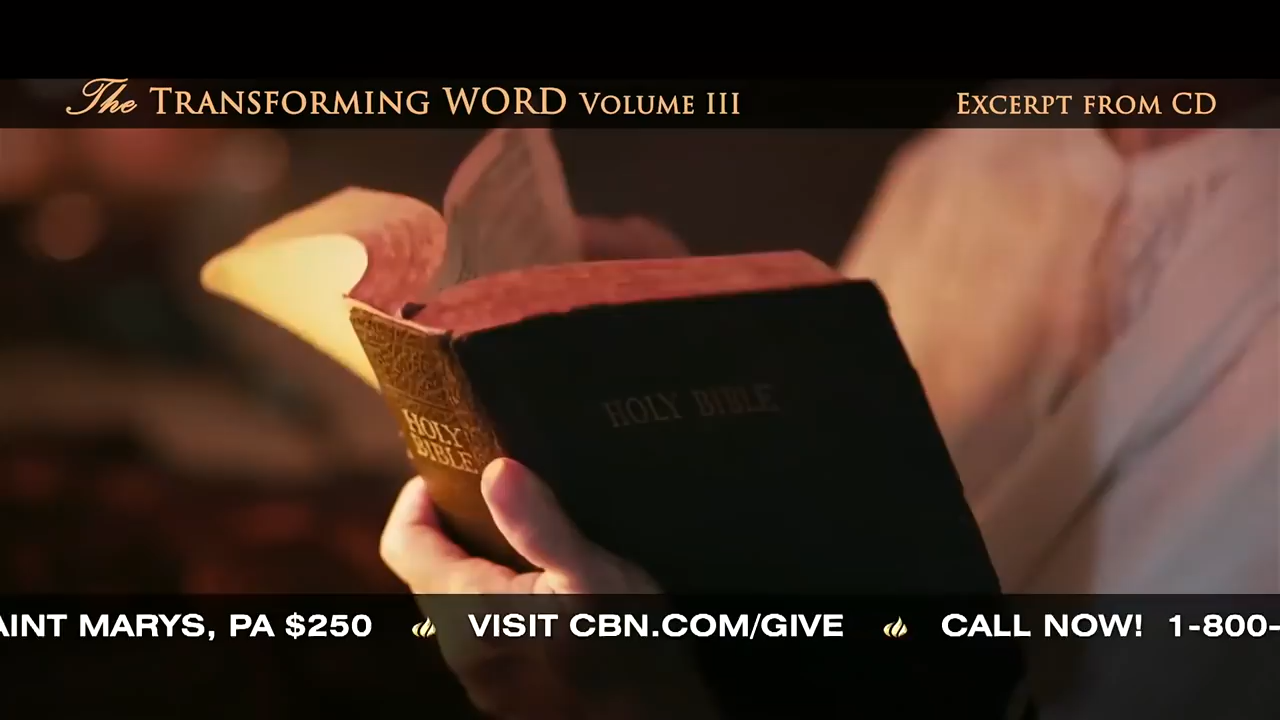 The TRANSFORMING WORD VOLUME III
EXCERPT FROM CD
HOLY BIBLE
HOLY
BIBLE
AINT MARYS, PA $250 VISIT CBN.COM/GIVE CALL NOW! 1-800-